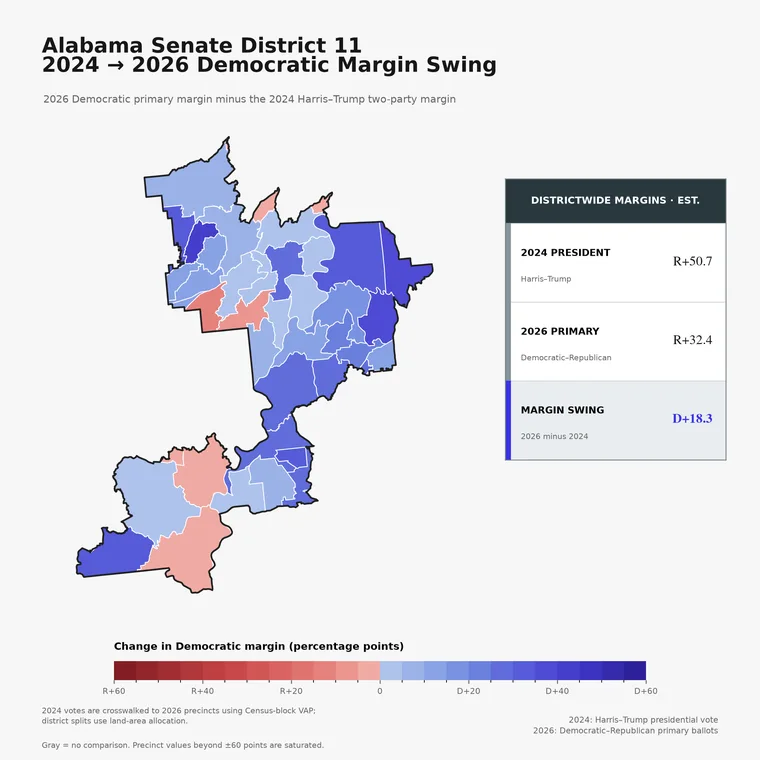 Alabama Senate District 11
2024 → 2026 Democratic Margin Swing
2026 Democratic primary margin minus the 2024 Harris–Trump two-party margin
DISTRICTWIDE MARGINS · EST.
2024 PRESIDENT
R+50.7
Harris–Trump
2026 PRIMARY
R+32.4
Democratic–Republican
MARGIN SWING
D+18.3
2026 minus 2024
Change in Democratic margin (percentage points)
R+60 R+40 R+20 0 D+20 D+40 D+60
2024 votes are crosswalked to 2026 precincts using Census-block VAP;
district splits use land-area allocation.
Gray = no comparison. Precinct values beyond ±60 points are saturated.
2024: Harris–Trump presidential vote
2026: Democratic–Republican primary ballots